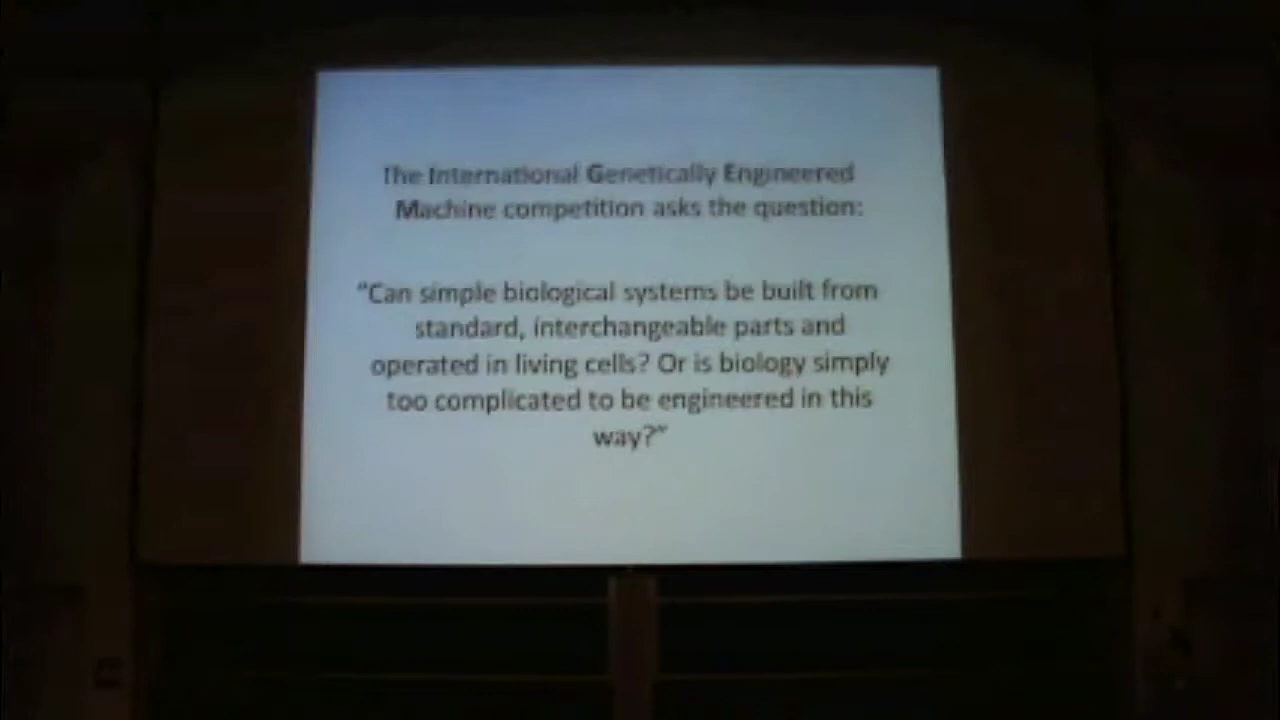 The International Genetically Engineered
Machine competition asks the question:
“Can simple biological systems be built from
standard, interchangeable parts and
operated in living cells? Or is biology simply
too complicated to be engineered in this
way?”